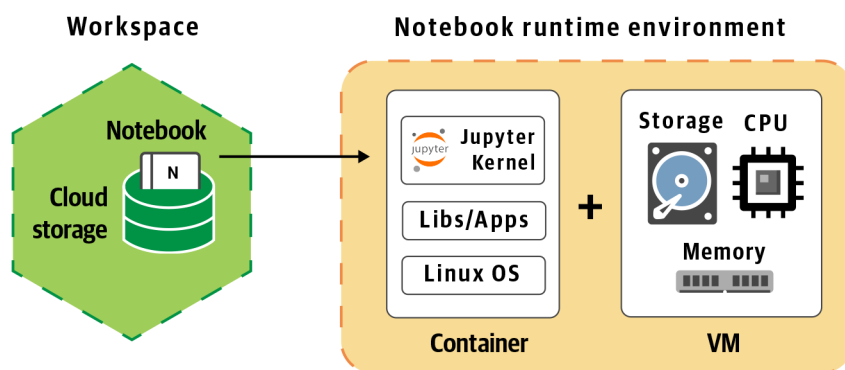 Workspace
Notebook runtime environment
Notebook
N
Cloud
storage
jupyter
Jupyter
Kernel
Libs/Apps
Linux OS
Container
+
Storage CPU
Memory
VM